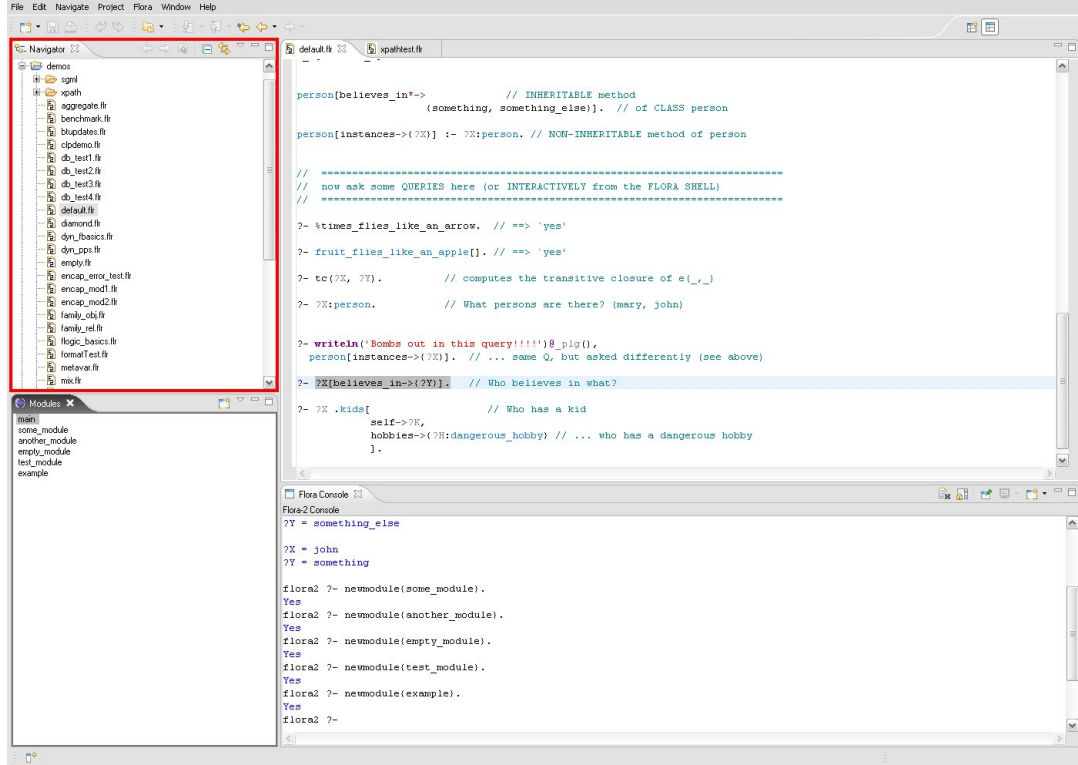 File Edit Navigate Project Flora Window Help
Navigator
demos
sgml
xpath
aggregate.flr
benchmark.flr
btupdates.flr
clpdemo.flr
db_test1.flr
db_test2.flr
db_test3.flr
db_test4.flr
default.flr
diamond.flr
dyn_fbasics.flr
dyn_pps.flr
empty.flr
encap_error_test.flr
encap_mod1.flr
encap_mod2.flr
family_obj.flr
family_rel.flr
flogic_basics.flr
formatTest.flr
metavar.flr
mix.flr
Modules
main
some_module
another_module
empty_module
test_module
example
default.flr xpathtest.flr
person[believes_in*-> // INHERITABLE method
(something, something_else)]. // of CLASS person
person[instances->{?X}] :- ?X:person. // NON-INHERITABLE method of person
// =============================================================================
// now ask some QUERIES here (or INTERACTIVELY from the FLORA SHELL)
// =============================================================================
?- %times_flies_like_an_arrow. // ==> `yes'
?- fruit_flies_like_an_apple[]. // ==> `yes'
?- tc(?X, ?Y). // computes the transitive closure of e(_,_)
?- ?X:person. // What persons are there? (mary, john)
?- writeln('Bombs out in this query!!!!')@_plg(),
person[instances->{?X}]. // ... same Q, but asked differently (see above)
?- ?X[believes_in->{?Y}]. // Who believes in what?
?- ?X .kids[ // Who has a kid
self->?K,
hobbies->{?H:dangerous_hobby} // ... who has a dangerous hobby
].
Flora Console
Flora-2 Console
?Y = something_else
?X = john
?Y = something
flora2 ?- newmodule{some_module}.
Yes
flora2 ?- newmodule{another_module}.
Yes
flora2 ?- newmodule{empty_module}.
Yes
flora2 ?- newmodule{test_module}.
Yes
flora2 ?- newmodule{example}.
Yes
flora2 ?-